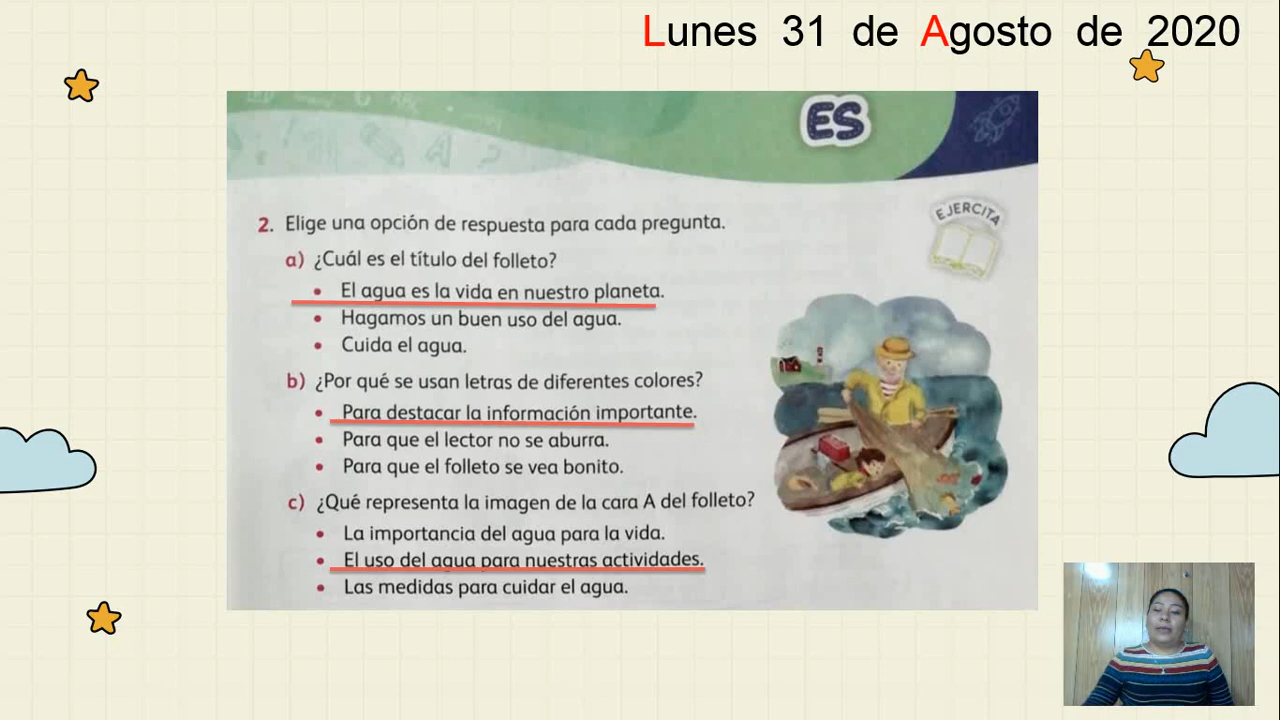 Lunes 31 de Agosto de 2020
ES
EJERCITA
2. Elige una opción de respuesta para cada pregunta.
a) ¿Cuál es el título del folleto?
• El agua es la vida en nuestro planeta.
• Hagamos un buen uso del agua.
• Cuida el agua.
b) ¿Por qué se usan letras de diferentes colores?
• Para destacar la información importante.
• Para que el lector no se aburra.
• Para que el folleto se vea bonito.
c) ¿Qué representa la imagen de la cara A del folleto?
• La importancia del agua para la vida.
• El uso del agua para nuestras actividades.
• Las medidas para cuidar el agua.